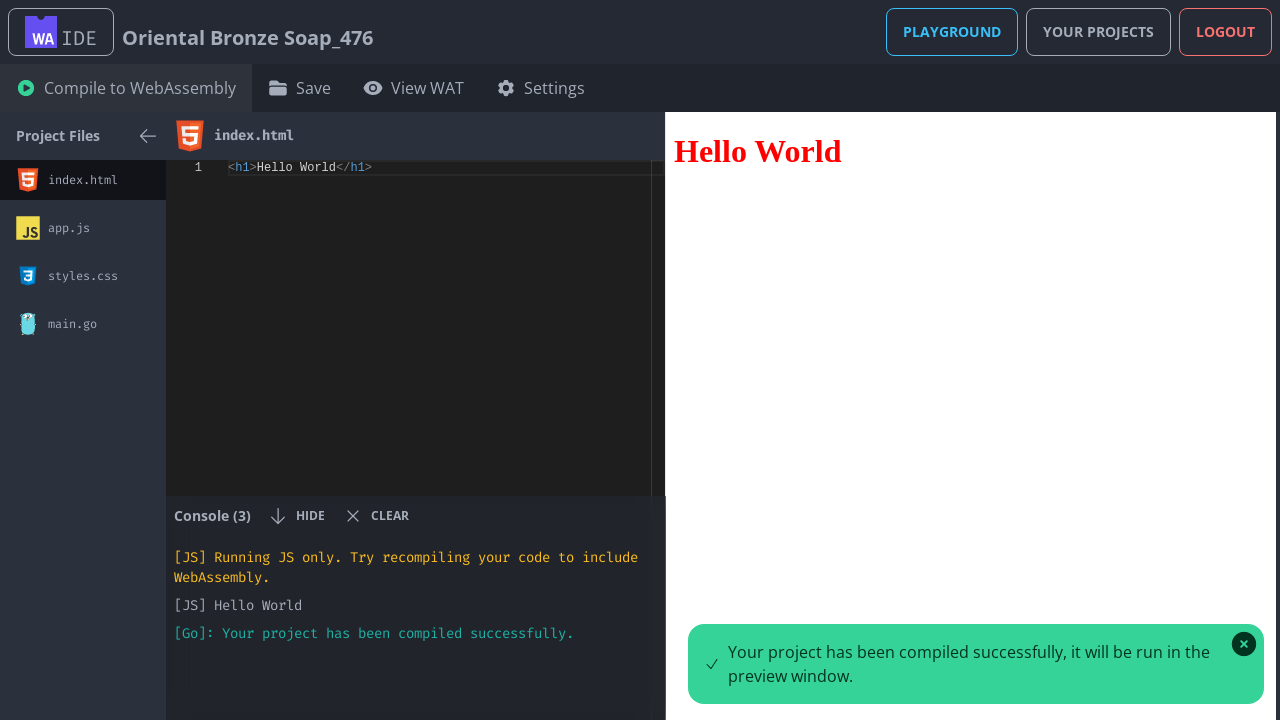 WA IDE
Oriental Bronze Soap_476
PLAYGROUND
YOUR PROJECTS
LOGOUT
Compile to WebAssembly
Save
View WAT
Settings
Project Files
index.html
index.html
JS app.js
styles.css
main.go
1 <h1>Hello World</h1>
Hello World
Console (3)
HIDE
CLEAR
[JS] Running JS only. Try recompiling your code to include
WebAssembly.
[JS] Hello World
[Go]: Your project has been compiled successfully.
Your project has been compiled successfully, it will be run in the
preview window.